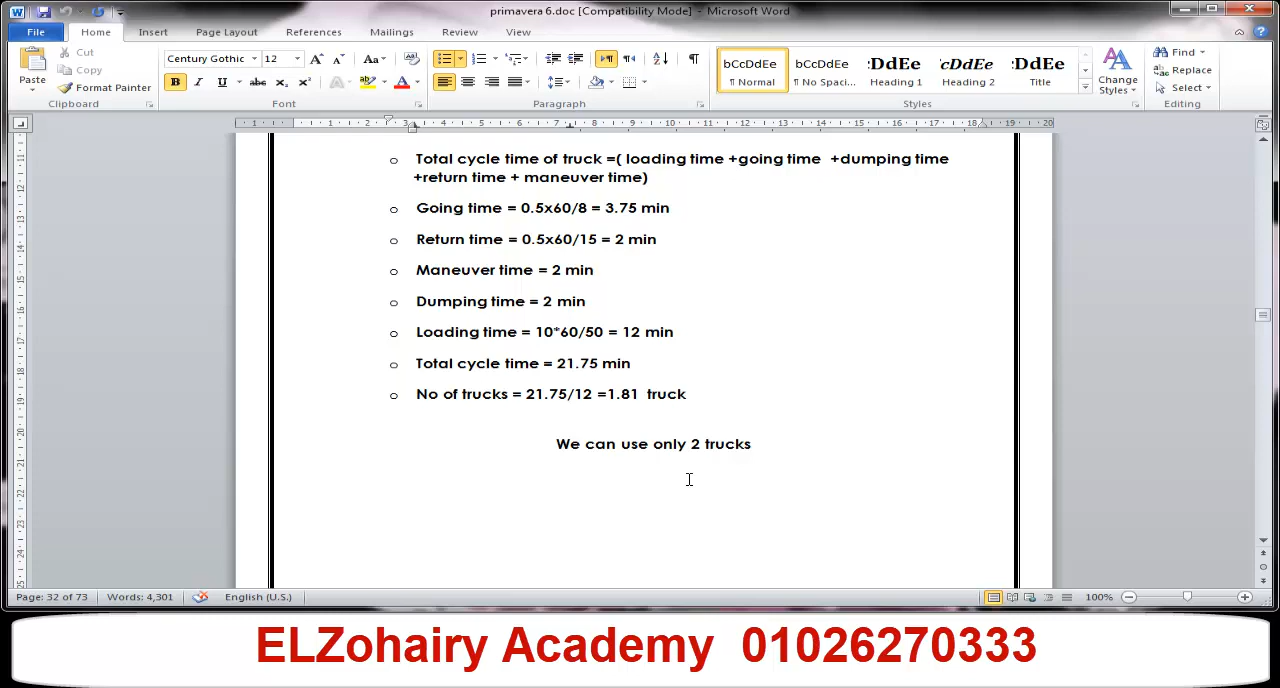 primavera 6.doc [Compatibility Mode] - Microsoft Word
File Home Insert Page Layout References Mailings Review View
Paste
Cut
Copy
Format Painter
Clipboard
Century Gothic 12
B I U abc X₂ X²
Font
Paragraph
BbCcDdEe ¶ Normal
¶ No Spaci...
Heading 1
Heading 2
Title
Change Styles
Styles
Find
Replace
Select
Editing
Total cycle time of truck =( loading time +going time +dumping time
+return time + maneuver time)
Going time = 0.5x60/8 = 3.75 min
Return time = 0.5x60/15 = 2 min
Maneuver time = 2 min
Dumping time = 2 min
Loading time = 10*60/50 = 12 min
Total cycle time = 21.75 min
No of trucks = 21.75/12 =1.81 truck
We can use only 2 trucks
Page: 32 of 73 Words: 4,301 English (U.S.) 100%
ELZohairy Academy 01026270333